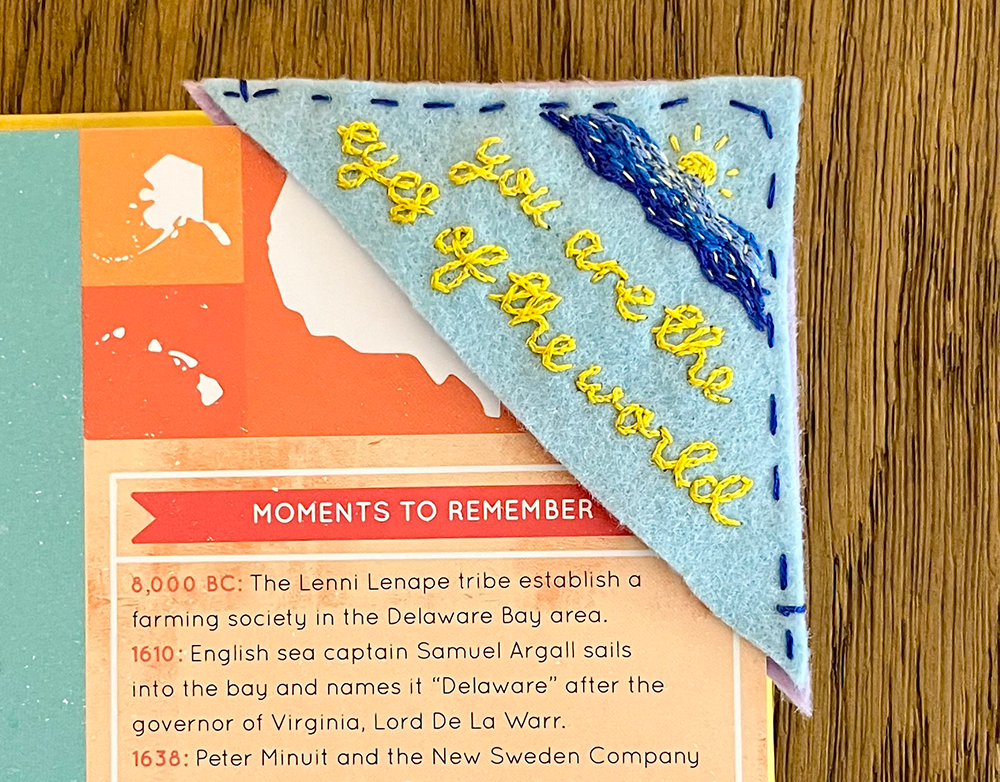 you are the
eyes of the world
MOMENTS TO REMEMBER
8,000 BC: The Lenni Lenape tribe establish a
farming society in the Delaware Bay area.
1610: English sea captain Samuel Argall sails
into the bay and names it “Delaware” after the
governor of Virginia, Lord De La Warr.
1638: Peter Minuit and the New Sweden Company